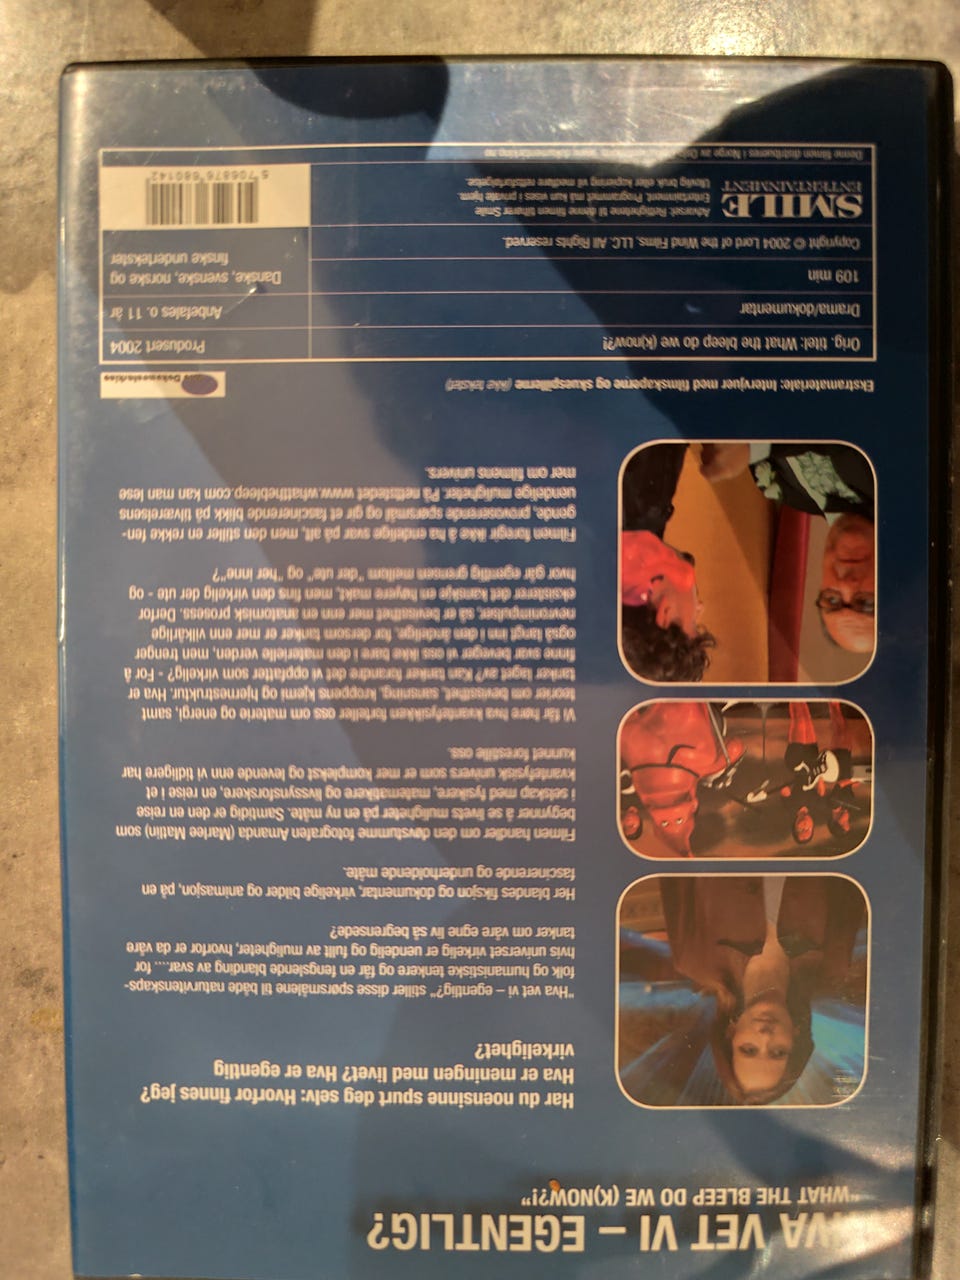 HVA VET VI – EGENTLIG?
"WHAT THE BLEEP DO WE (K)NOW?!"
Har du noensinne spurt deg selv: Hvorfor finnes jeg?
Hva er meningen med livet? Hva er egentlig
virkelighet?
"Hva vet vi – egentlig?" stiller disse spørsmålene til både naturvitenskaps-
folk og humanistiske tenkere og får en fengslende blanding av svar.... for
hvis universet virkelig er uendelig og fullt av muligheter, hvorfor er da våre
tanker om våre egne liv så begrensede?
Her blandes fiksjon og dokumentar, virkelige bilder og animasjon, på en
fascinerende og underholdende måte.
Filmen handler om den døvstumme fotografen Amanda (Marlee Matlin) som
begynner å se livets muligheter på en ny måte. Samtidig er den en reise
i selskap med fysikere, matematikere og livssynsforskere, en reise i et
kvantefysisk univers som er mer komplekst og levende enn vi tidligere har
kunnet forestille oss.
Vi får høre hva kvantefysikken forteller oss om materie og energi, samt
teorier om bevissthet, sansning, kroppens kjemi og hjernestruktur. Hva er
tanker laget av? Kan tanker forandre det vi oppfatter som virkelig? - For å
finne svar beveger vi oss ikke bare i den materielle verden, men trenger
også langt inn i den åndelige, for dersom tanker er mer enn vilkårlige
nevronimpulser, så er bevissthet mer enn en anatomisk prosess. Derfor
eksisterer det kanskje en høyere makt, men fins den virkelig der ute - og
hvor går egentlig grensen mellom "der ute" og "her inne"?
Filmen foregir ikke å ha endelige svar på alt, men den stiller en rekke fen-
gende, provoserende spørsmål og gir et fascinerende blikk på tilværelsens
uendelige muligheter. På nettstedet www.whatthebleep.com kan man lese
mer om filmens univers.
Ekstramateriale: Intervjuer med filmskaperne og skuespillerne (ikke tekstet)
Orig. titel: What the bleep do we (k)now?!
Produsert 2004
Drama/dokumentar
Anbefales o. 11 år
109 min
Danske, svenske, norske og
finske undertekster
Copyright © 2004 Lord of the Wind Films, LLC. All Rights reserved.
SMILE
ENTERTAINMENT
Advarsel: Rettighetene til denne filmen tilhører Smile
Entertainment. Programmet må kun vises i private hjem.
Ulovlig bruk eller kopiering vil medføre rettsforfølgelse.
5 706876 680142
Denne filmen distribueres i Norge av